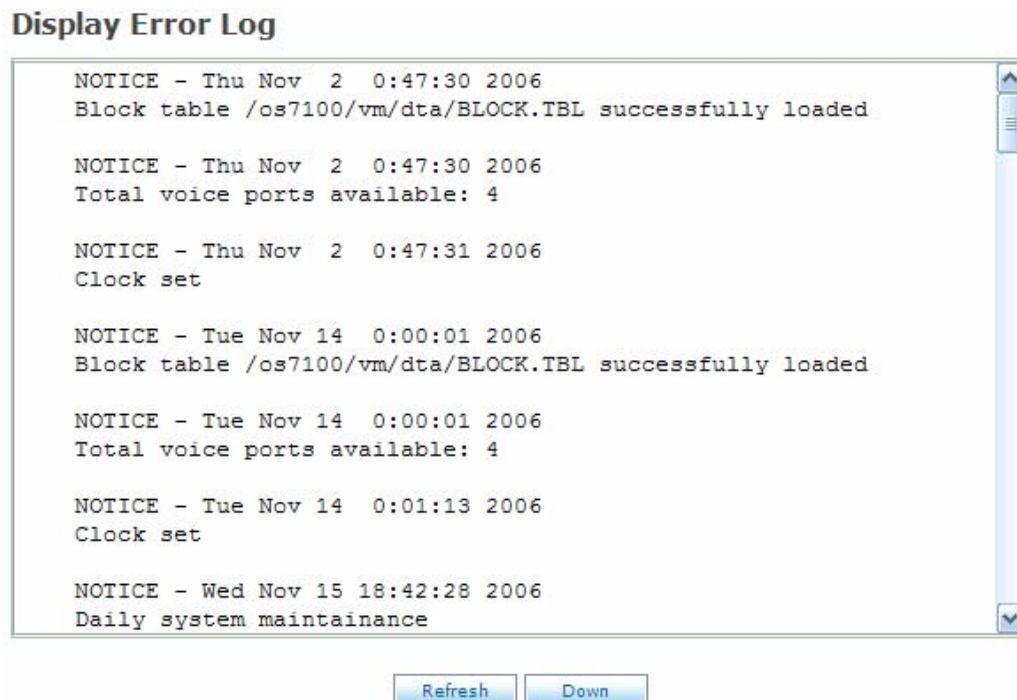 Display Error Log
NOTICE - Thu Nov  2  0:47:30 2006
Block table /os7100/vm/dta/BLOCK.TBL successfully loaded
NOTICE - Thu Nov  2  0:47:30 2006
Total voice ports available: 4
NOTICE - Thu Nov  2  0:47:31 2006
Clock set
NOTICE - Tue Nov 14  0:00:01 2006
Block table /os7100/vm/dta/BLOCK.TBL successfully loaded
NOTICE - Tue Nov 14  0:00:01 2006
Total voice ports available: 4
NOTICE - Tue Nov 14  0:01:13 2006
Clock set
NOTICE - Wed Nov 15 18:42:28 2006
Daily system maintainance
Refresh Down